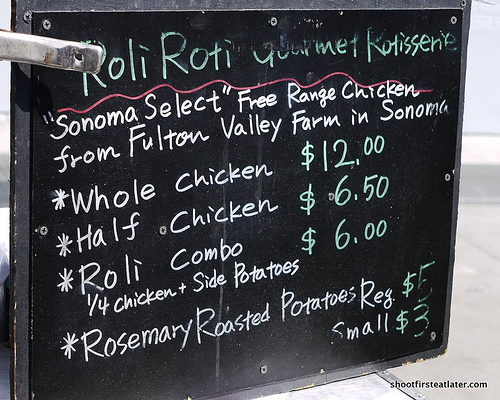 Roli Roti Gourmet Rotisserie
"Sonoma Select" Free Range Chicken
from Fulton Valley Farm in Sonoma
*Whole Chicken $12.00
*Half Chicken $6.50
*Roli Combo $6.00
1/4 chicken + Side Potatoes
*Rosemary Roasted Potatoes Reg. $5
small $3
shootfirsteatlater.com